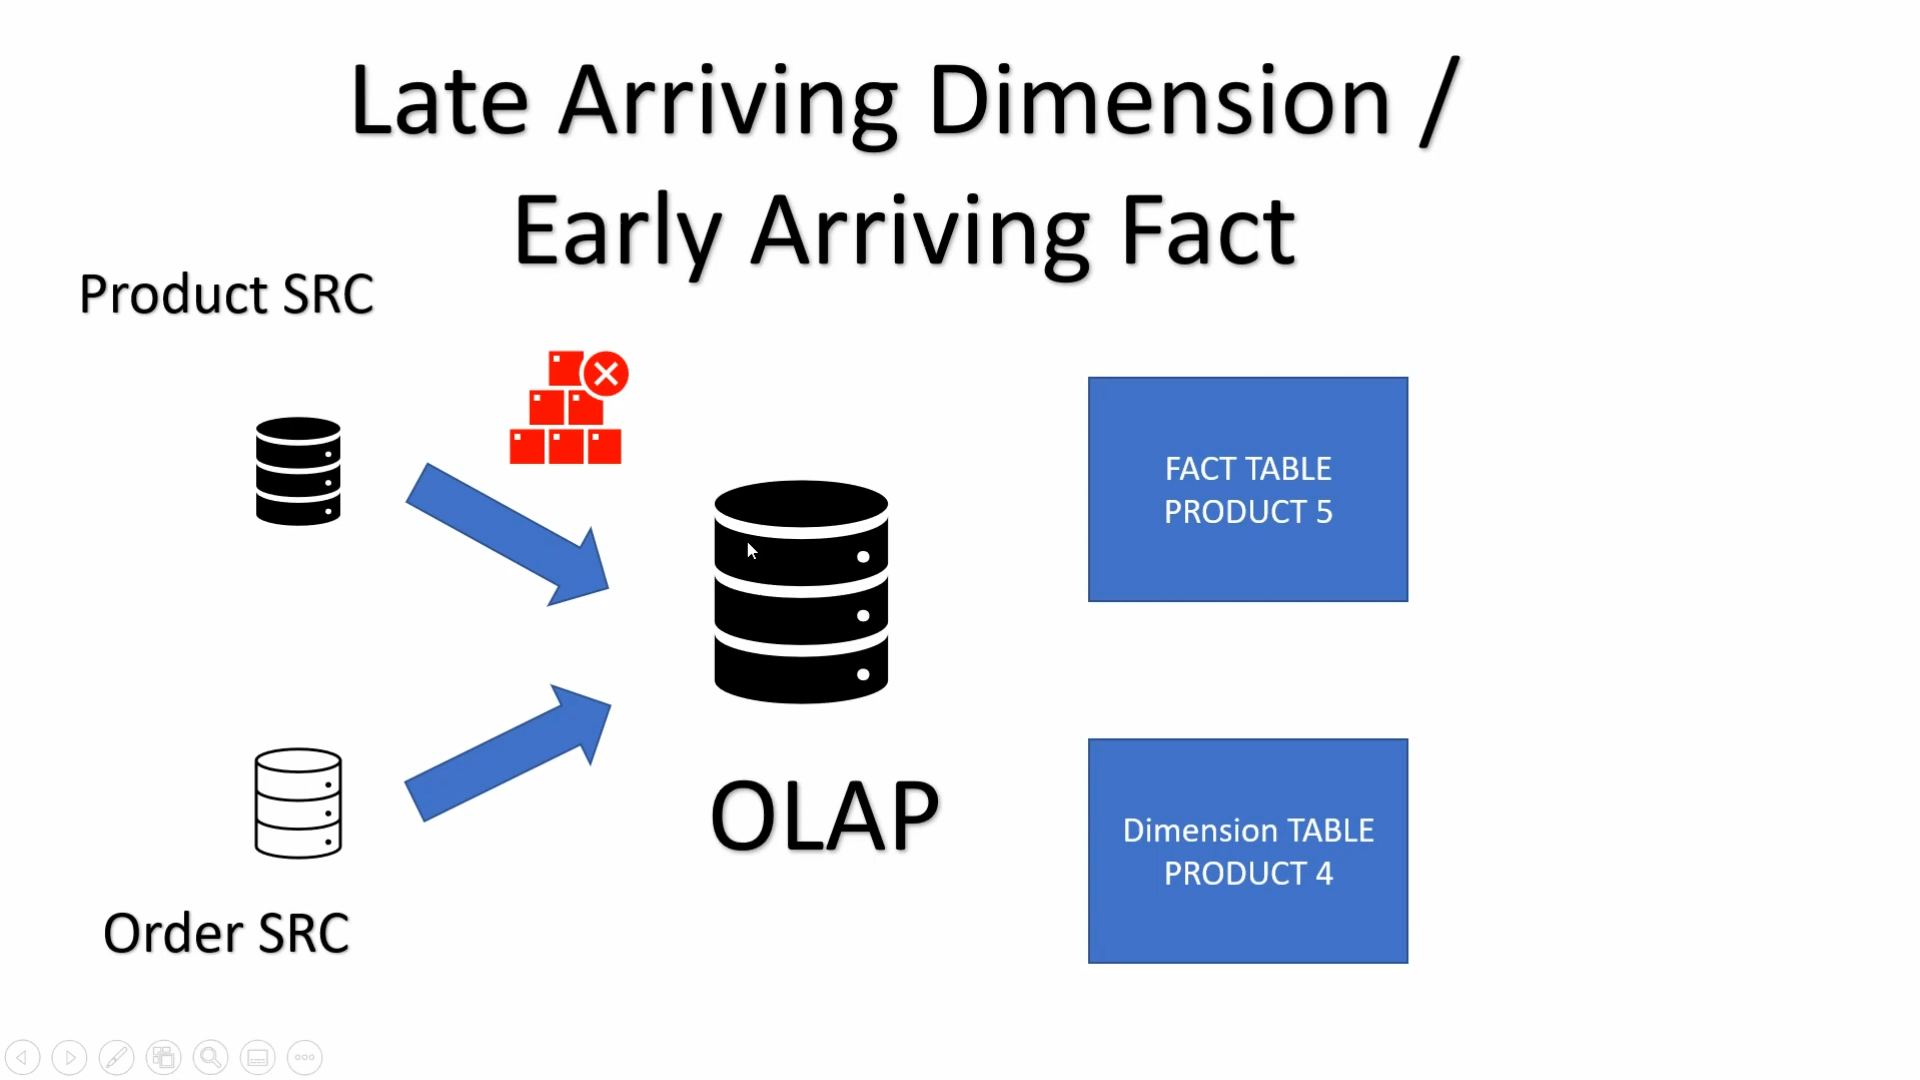 Late Arriving Dimension /
Early Arriving Fact
Product SRC
FACT TABLE
PRODUCT 5
OLAP
Dimension TABLE
PRODUCT 4
Order SRC